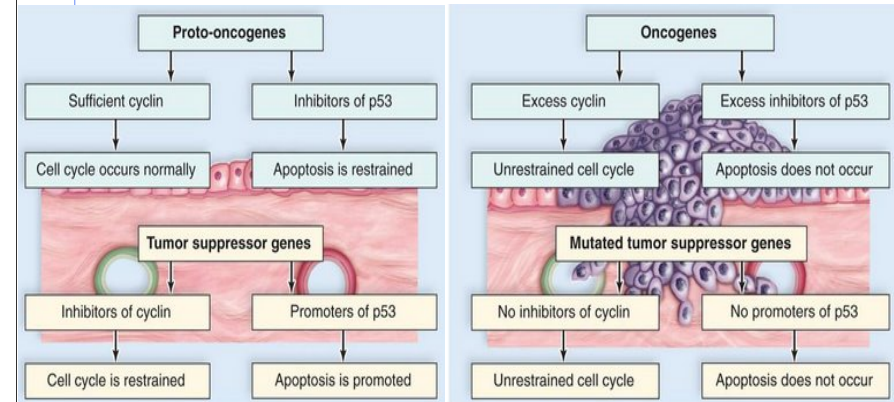 Proto-oncogenes
Sufficient cyclin
Inhibitors of p53
Cell cycle occurs normally
Apoptosis is restrained
Tumor suppressor genes
Inhibitors of cyclin
Promoters of p53
Cell cycle is restrained
Apoptosis is promoted
Oncogenes
Excess cyclin
Excess inhibitors of p53
Unrestrained cell cycle
Apoptosis does not occur
Mutated tumor suppressor genes
No inhibitors of cyclin
No promoters of p53
Unrestrained cell cycle
Apoptosis does not occur